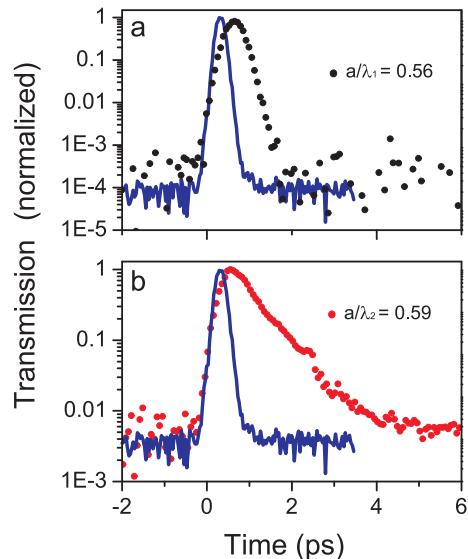 a
1
0.1
0.01
1E-3
1E-4
1E-5
a/λ₁ = 0.56
Transmission (normalized)
b
1
0.1
0.01
1E-3
a/λ₂ = 0.59
-2 0 2 4 6
Time (ps)